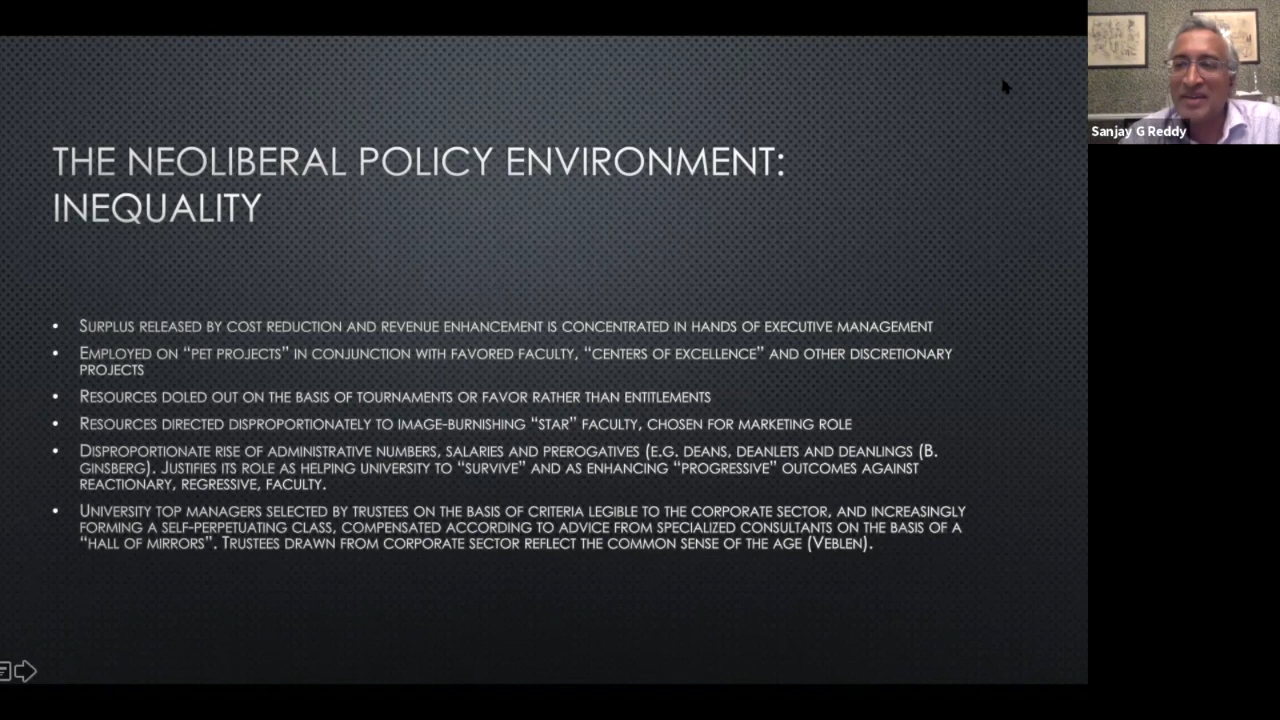 THE NEOLIBERAL POLICY ENVIRONMENT:
INEQUALITY
• SURPLUS RELEASED BY COST REDUCTION AND REVENUE ENHANCEMENT IS CONCENTRATED IN HANDS OF EXECUTIVE MANAGEMENT
• EMPLOYED ON “PET PROJECTS” IN CONJUNCTION WITH FAVORED FACULTY, “CENTERS OF EXCELLENCE” AND OTHER DISCRETIONARY
PROJECTS
• RESOURCES DOLED OUT ON THE BASIS OF TOURNAMENTS OR FAVOR RATHER THAN ENTITLEMENTS
• RESOURCES DIRECTED DISPROPORTIONATELY TO IMAGE-BURNISHING “STAR” FACULTY, CHOSEN FOR MARKETING ROLE
• DISPROPORTIONATE RISE OF ADMINISTRATIVE NUMBERS, SALARIES AND PREROGATIVES (E.G. DEANS, DEANLETS AND DEANLINGS (B.
GINSBERG). JUSTIFIES ITS ROLE AS HELPING UNIVERSITY TO “SURVIVE” AND AS ENHANCING “PROGRESSIVE” OUTCOMES AGAINST
REACTIONARY, REGRESSIVE, FACULTY.
• UNIVERSITY TOP MANAGERS SELECTED BY TRUSTEES ON THE BASIS OF CRITERIA LEGIBLE TO THE CORPORATE SECTOR, AND INCREASINGLY
FORMING A SELF-PERPETUATING CLASS, COMPENSATED ACCORDING TO ADVICE FROM SPECIALIZED CONSULTANTS ON THE BASIS OF A
“HALL OF MIRRORS”. TRUSTEES DRAWN FROM CORPORATE SECTOR REFLECT THE COMMON SENSE OF THE AGE (VEBLEN).
Sanjay G Reddy